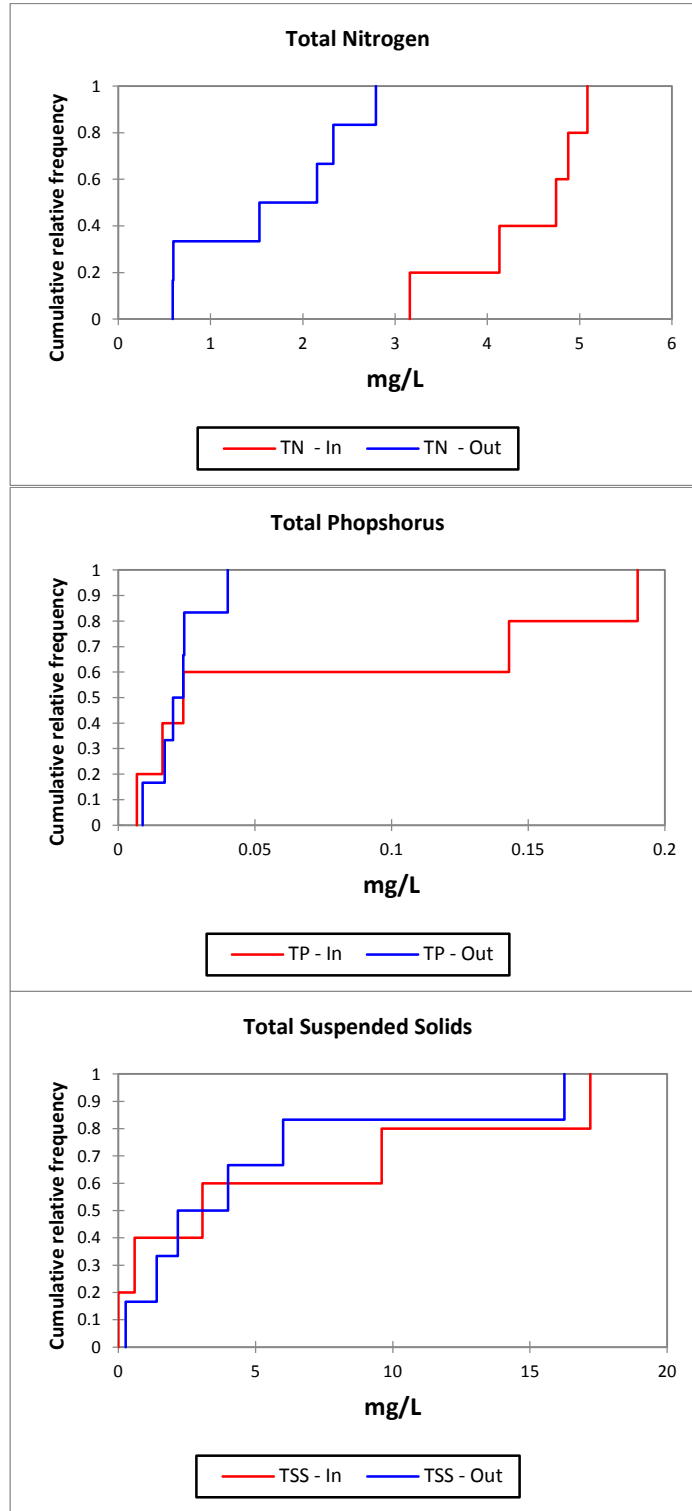 Total Nitrogen
Cumulative relative frequency
1
0.8
0.6
0.4
0.2
0
0 1 2 3 4 5 6
mg/L
TN - In TN - Out
Total Phopshorus
Cumulative relative frequency
1
0.9
0.8
0.7
0.6
0.5
0.4
0.3
0.2
0.1
0
0 0.05 0.1 0.15 0.2
mg/L
TP - In TP - Out
Total Suspended Solids
Cumulative relative frequency
1
0.9
0.8
0.7
0.6
0.5
0.4
0.3
0.2
0.1
0
0 5 10 15 20
mg/L
TSS - In TSS - Out